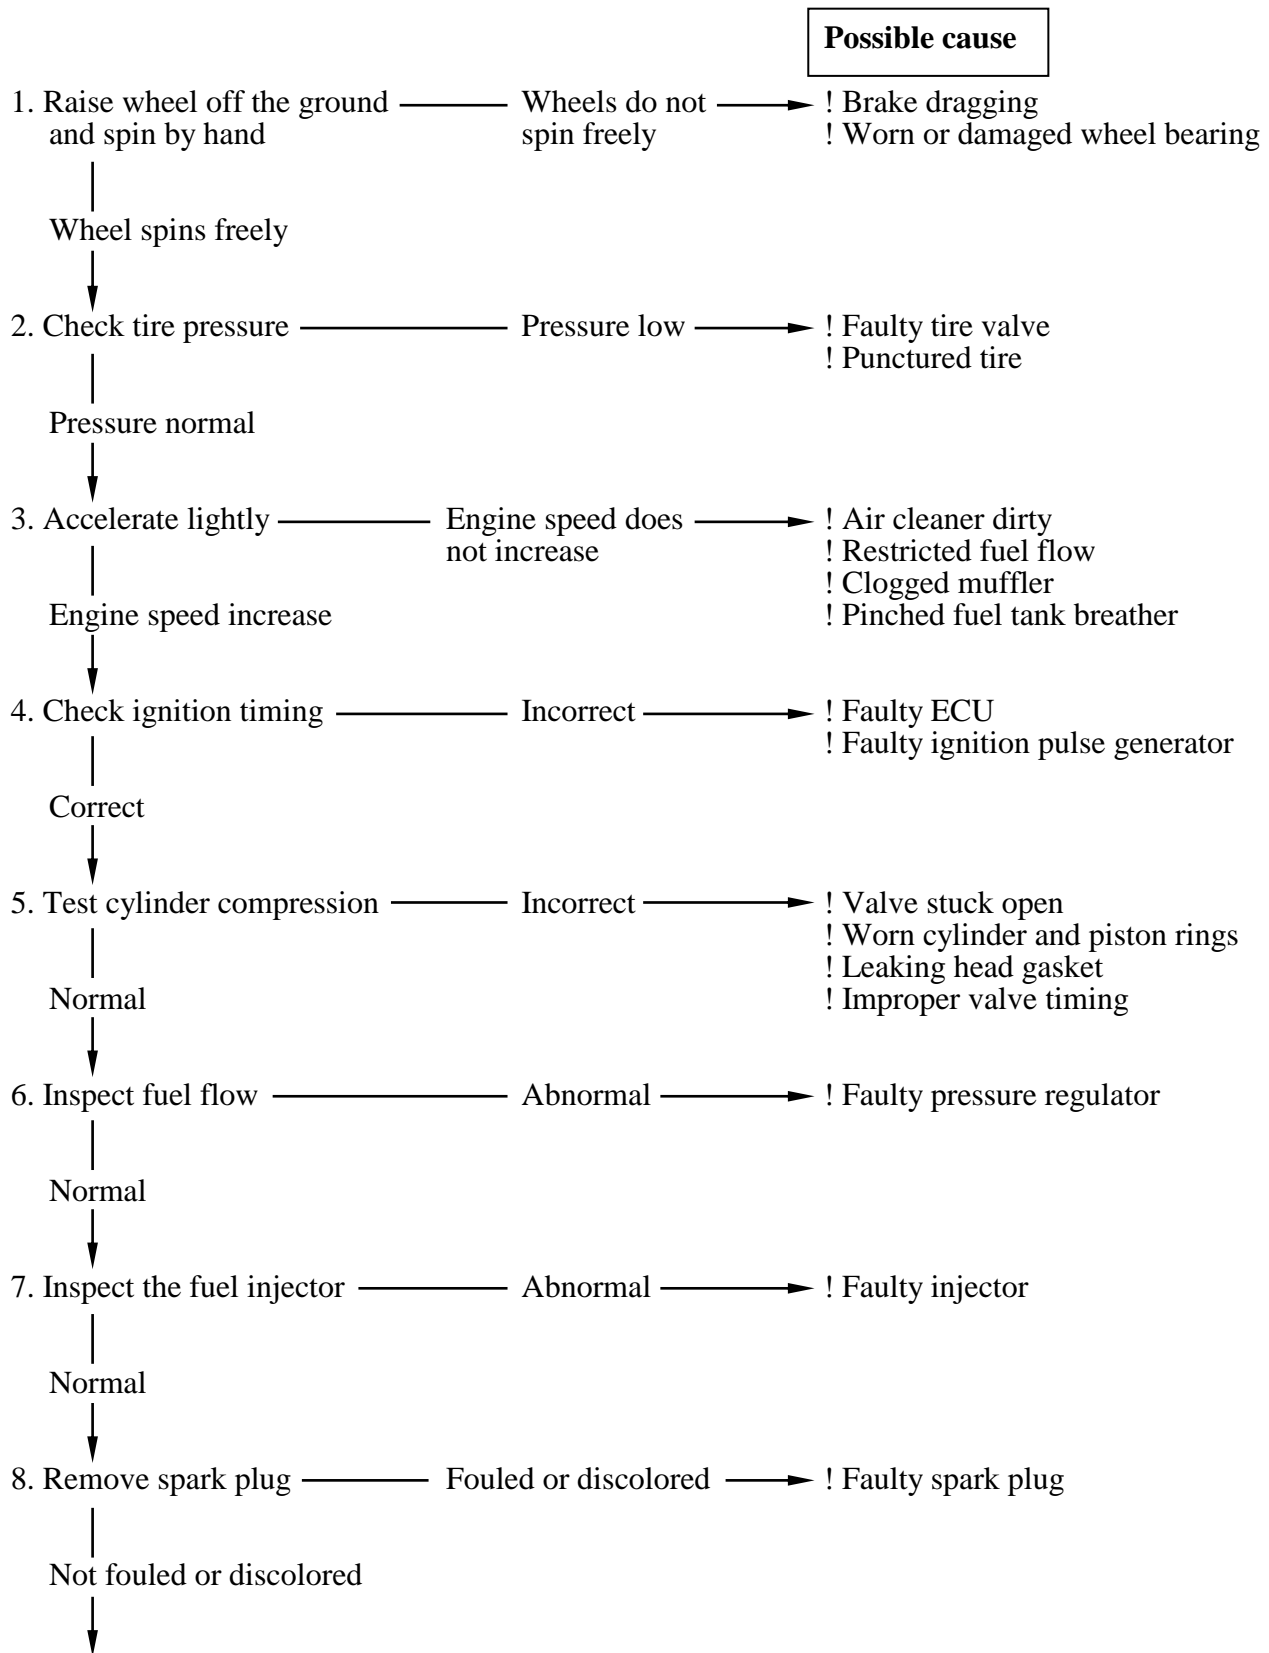 Possible cause
1. Raise wheel off the ground Wheels do not ! Brake dragging
and spin by hand spin freely ! Worn or damaged wheel bearing
Wheel spins freely
2. Check tire pressure Pressure low ! Faulty tire valve
! Punctured tire
Pressure normal
3. Accelerate lightly Engine speed does ! Air cleaner dirty
not increase ! Restricted fuel flow
! Clogged muffler
Engine speed increase ! Pinched fuel tank breather
4. Check ignition timing Incorrect ! Faulty ECU
! Faulty ignition pulse generator
Correct
5. Test cylinder compression Incorrect ! Valve stuck open
! Worn cylinder and piston rings
! Leaking head gasket
Normal ! Improper valve timing
6. Inspect fuel flow Abnormal ! Faulty pressure regulator
Normal
7. Inspect the fuel injector Abnormal ! Faulty injector
Normal
8. Remove spark plug Fouled or discolored ! Faulty spark plug
Not fouled or discolored